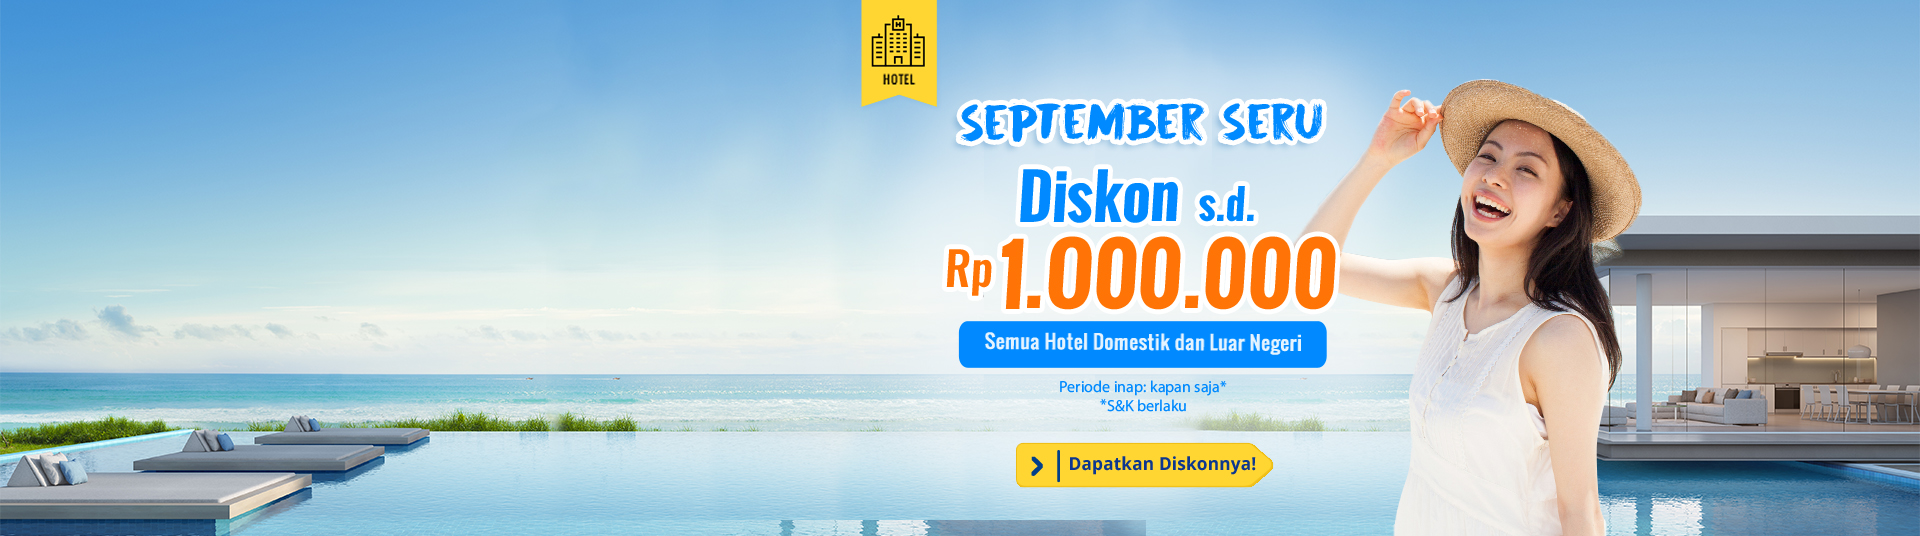 H
HOTEL
SEPTEMBER SERU
Diskon s.d.
Rp1.000.000
Semua Hotel Domestik dan Luar Negeri
Periode inap: kapan saja*
*S&K berlaku
Dapatkan Diskonnya!